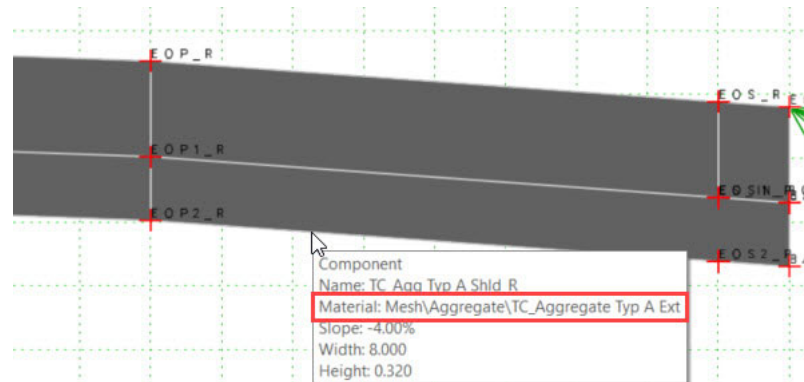 EOP_R
EOS_R
EOP1_R
EOP2_R
EOS2_
Component
Name: TC_Agg Typ A Shld_R
Material: Mesh\Aggregate\TC_Aggregate Typ A Ext
Slope: -4.00%
Width: 8.000
Height: 0.320